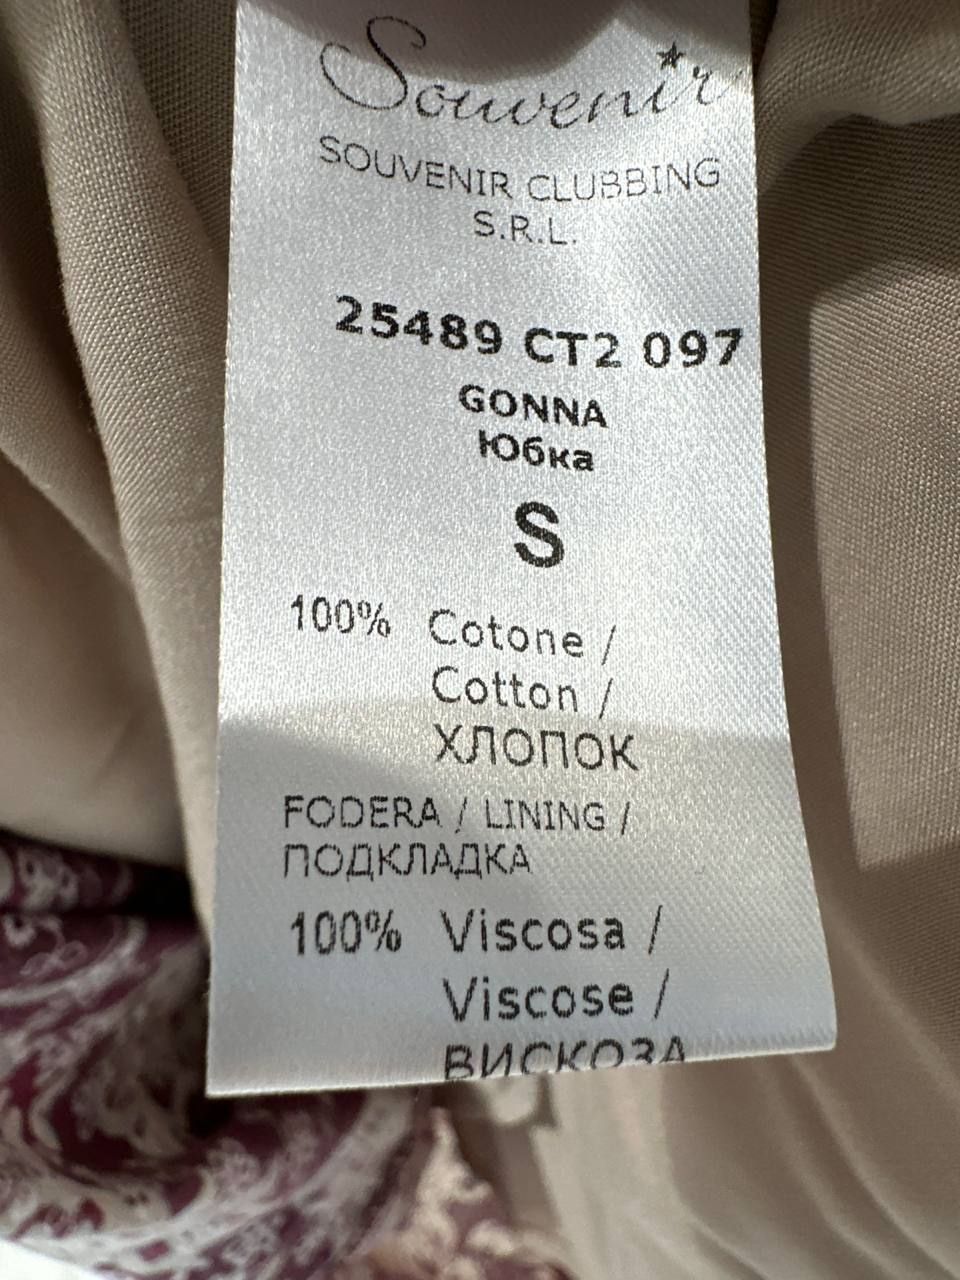 Souvenir
SOUVENIR CLUBBING
S.R.L.
25489 CT2 097
GONNA
Юбка
S
100% Cotone /
Cotton /
ХЛОПОК
FODERA / LINING /
ПОДКЛАДКА
100% Viscosa /
Viscose /
ВИСКОЗА